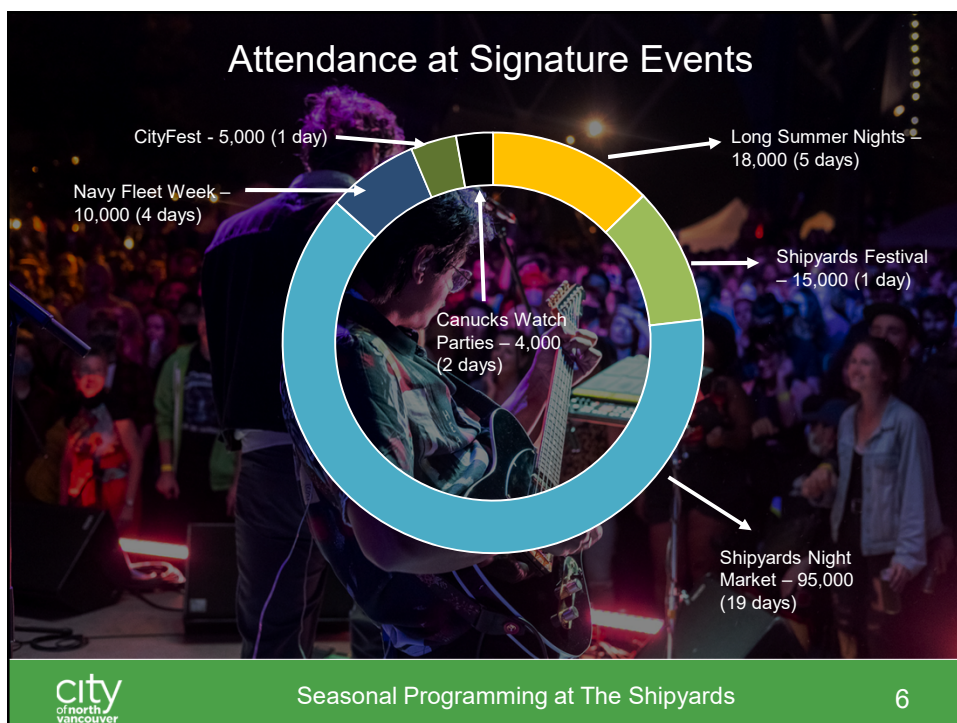 Attendance at Signature Events
CityFest - 5,000 (1 day)
Long Summer Nights –
18,000 (5 days)
Navy Fleet Week –
10,000 (4 days)
Shipyards Festival
– 15,000 (1 day)
Canucks Watch
Parties – 4,000
(2 days)
Shipyards Night
Market – 95,000
(19 days)
city
of north
vancouver
Seasonal Programming at The Shipyards
6